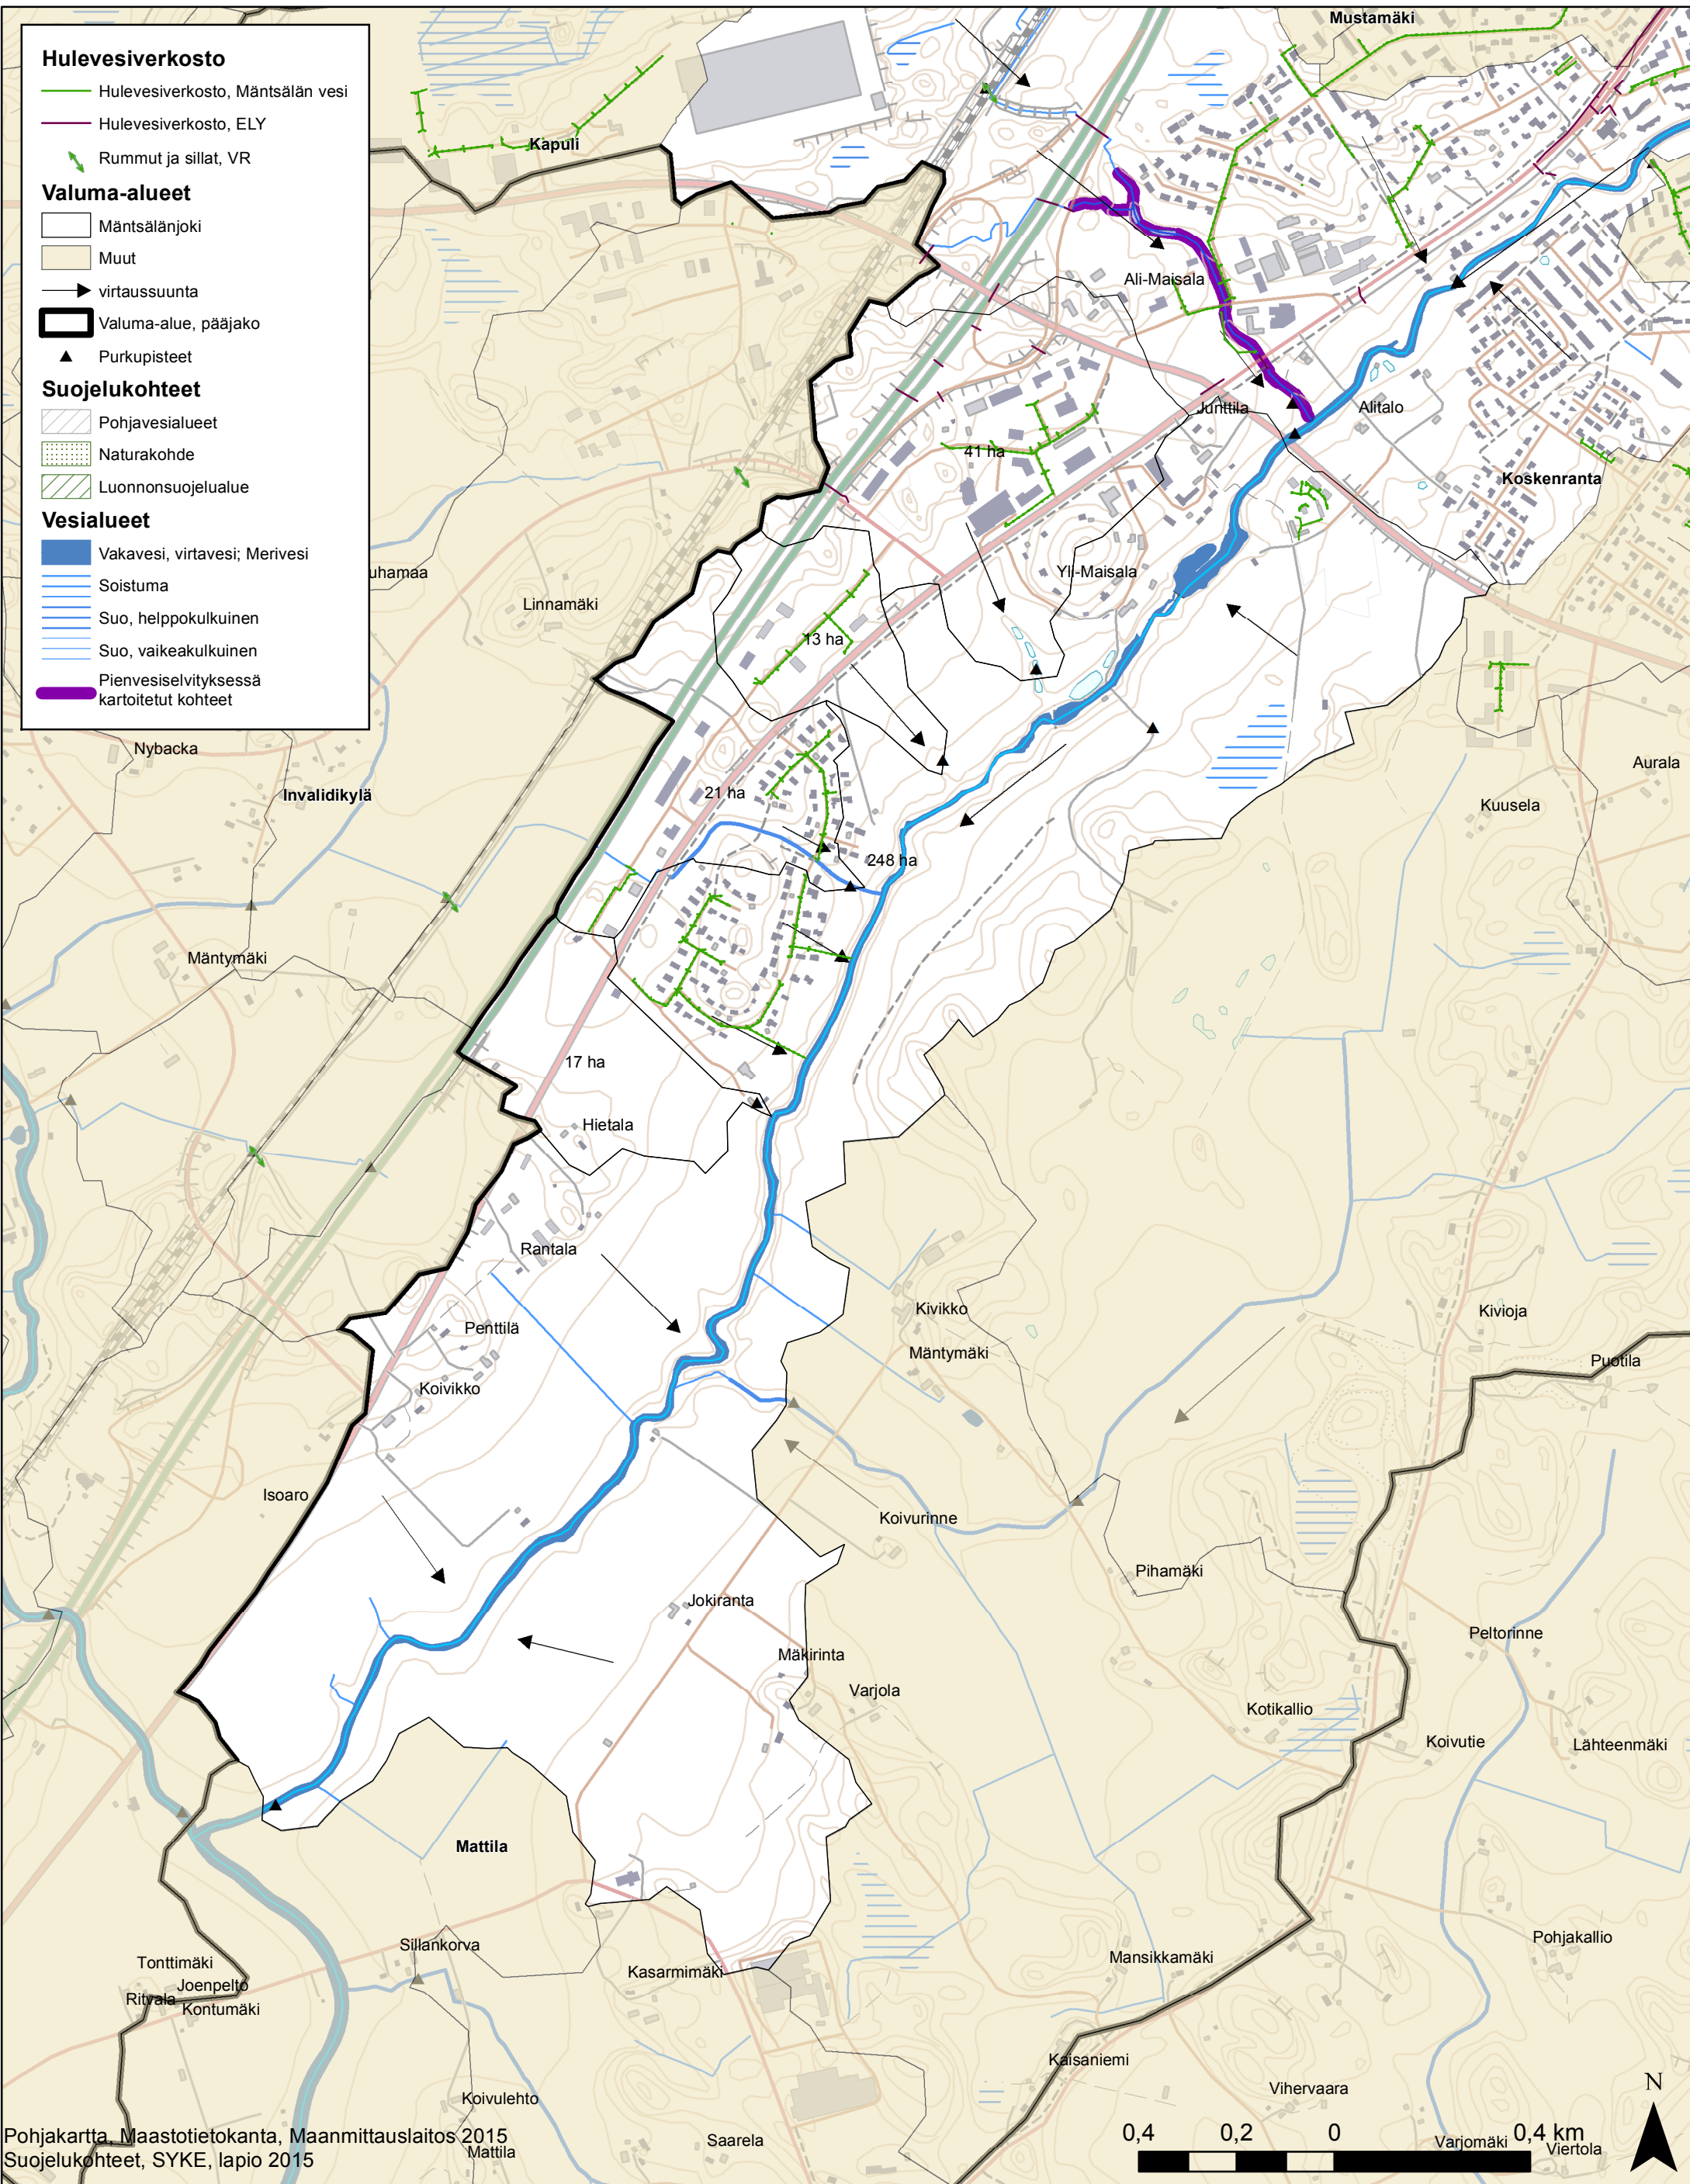 Hulevesiverkosto
Hulevesiverkosto, Mäntsälän vesi
Hulevesiverkosto, ELY
Rummut ja sillat, VR
Valuma-alueet
Mäntsälänjoki
Muut
virtaussuunta
Valuma-alue, pääjako
Purkupisteet
Suojelukohteet
Pohjavesialueet
Naturakohde
Luonnonsuojelualue
Vesialueet
Vakavesi, virtavesi; Merivesi
Soistuma
Suo, helppokulkuinen
Suo, vaikeakulkuinen
Pienvesiselvityksessä
kartoitetut kohteet
Mustamäki
Kapuli
Ali-Maisala
Junttila
Alitalo
41 ha
Koskenranta
uhamaa
Yli-Maisala
Linnamäki
13 ha
Nybacka
Aurala
21 ha
Invalidikylä
Kuusela
248 ha
Mäntymäki
17 ha
Hietala
Rantala
Kivikko
Kivioja
Penttilä
Mäntymäki
Puotila
Koivikko
Isoaro
Koivurinne
Pihamäki
Jokiranta
Peltorinne
Mäkirinta
Varjola
Kotikallio
Koivutie
Lähteenmäki
Mattila
Pohjakallio
Sillankorva
Mansikkamäki
Tonttimäki
Kasarmimäki
Joenpelto
Ritvala
Kontumäki
Kaisaniemi
Vihervaara
Koivulehto
N
Pohjakartta, Maastotietokanta, Maanmittauslaitos 2015
0,4 0,2 0 0,4 km
Saarela
Varjomäki
Viertola
Mattila
Suojelukohteet, SYKE, lapio 2015